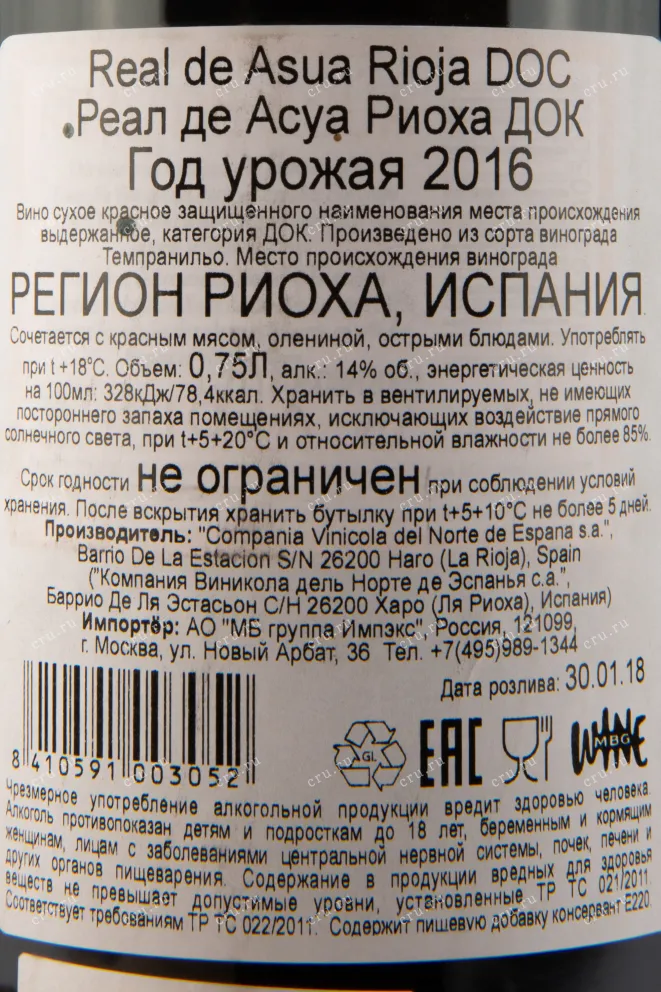 Real de Asua Rioja DOC
Реал де Асуа Риоха ДОК
Год урожая 2016
Вино сухое красное защищенного наименования места происхождения
выдержанное, категория ДОК. Произведено из сорта винограда
Темпранильо. Место происхождения винограда
РЕГИОН РИОХА, ИСПАНИЯ.
Сочетается с красным мясом, олениной, острыми блюдами. Употреблять
при t +18°С. Объем: 0,75Л, алк.: 14% об., энергетическая ценность
на 100мл: 328кДж/78,4ккал. Хранить в вентилируемых, не имеющих
постороннего запаха помещениях, исключающих воздействие прямого
солнечного света, при t+5+20°С и относительной влажности не более 85%.
Срок годности не ограничен при соблюдении условий
хранения. После вскрытия хранить бутылку при t+5+10°С не более 5 дней.
Производитель: "Compania Vinicola del Norte de Espana s.a.",
Barrio De La Estacion S/N 26200 Haro (La Rioja), Spain
("Компания Виникола дель Норте де Эспанья с.а.",
Баррио Де Ля Эстасьон С/Н 26200 Харо (Ля Риоха), Испания)
Импортёр: АО "МБ группа Импэкс", Россия, 121099,
г. Москва, ул. Новый Арбат, 36 Тел. +7(495)989-1344
Дата розлива: 30.01.18
8 410591 003052
GL
EAC
WINE
MBG
Чрезмерное употребление алкогольной продукции вредит здоровью человека.
Алкоголь противопоказан детям и подросткам до 18 лет, беременным и кормящим
женщинам, лицам с заболеваниями центральной нервной системы, почек, печени и
других органов пищеварения. Содержание в продукции вредных для здоровья
веществ не превышает допустимые уровни, установленные ТР ТС 021/2011.
Соответствует требованиям ТР ТС 022/2011. Содержит пищевую добавку консервант Е220.
cru.ru